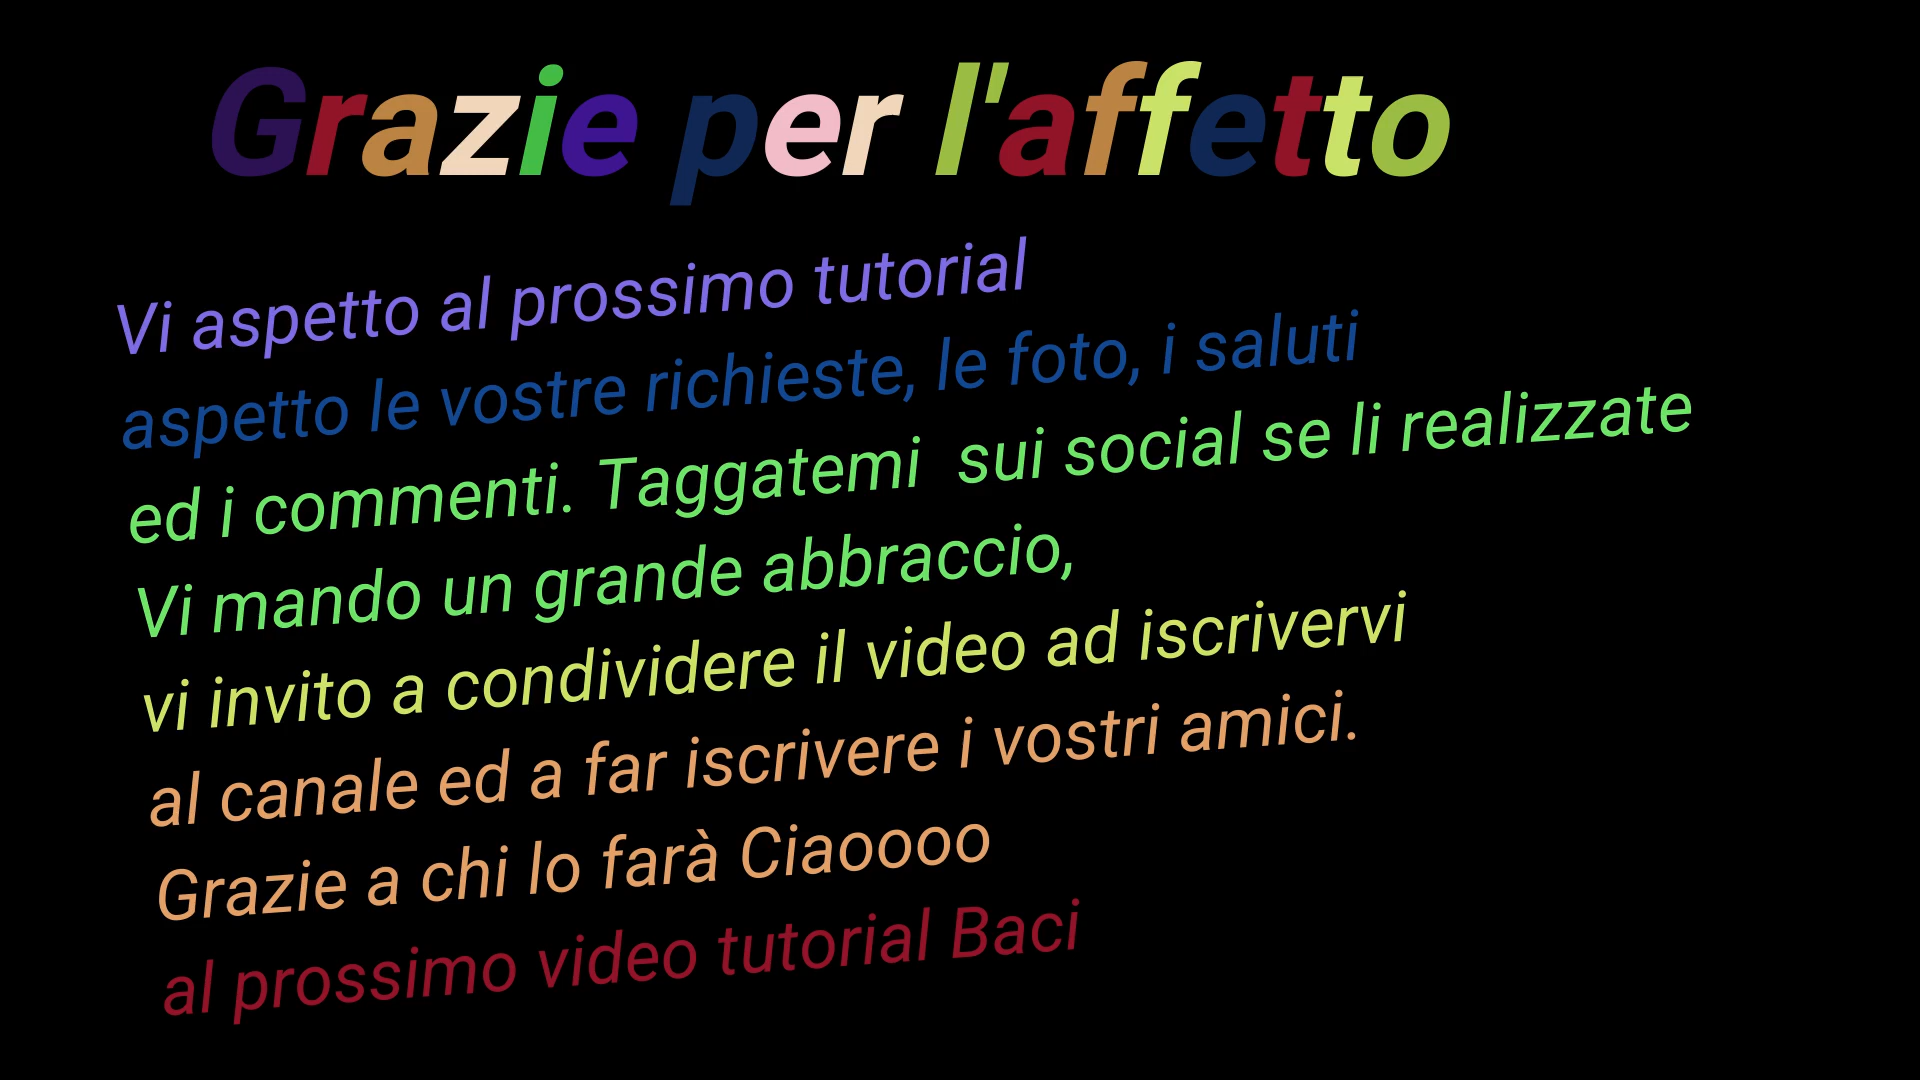 Grazie per l'affetto
Vi aspetto al prossimo tutorial
aspetto le vostre richieste, le foto, i saluti
ed i commenti. Taggatemi  sui social se li realizzate
Vi mando un grande abbraccio,
vi invito a condividere il video ad iscrivervi
al canale ed a far iscrivere i vostri amici.
Grazie a chi lo farà Ciaoooo
al prossimo video tutorial Baci